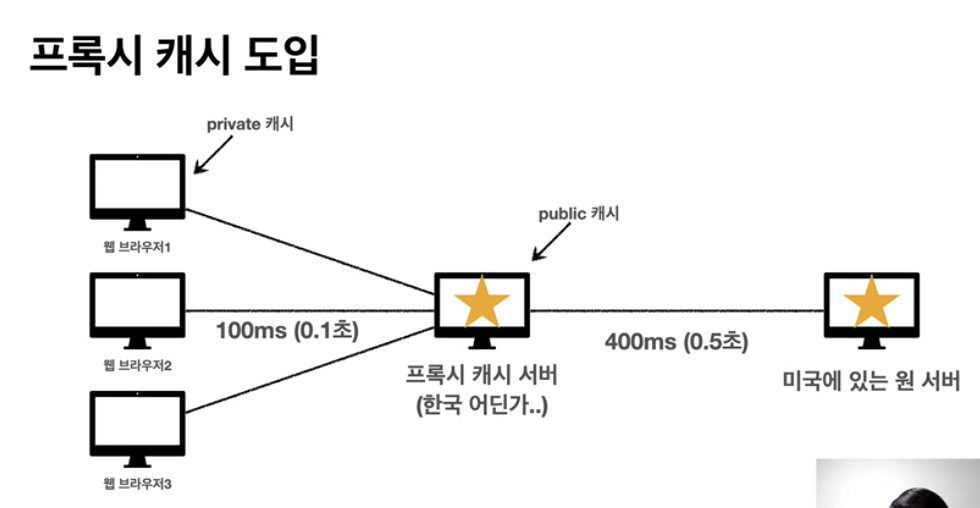 프록시 캐시 도입
private 캐시
public 캐시
웹 브라우저1
웹 브라우저2
100ms (0.1초)
400ms (0.5초)
프록시 캐시 서버
(한국 어딘가..)
미국에 있는 원 서버
웹 브라우저3